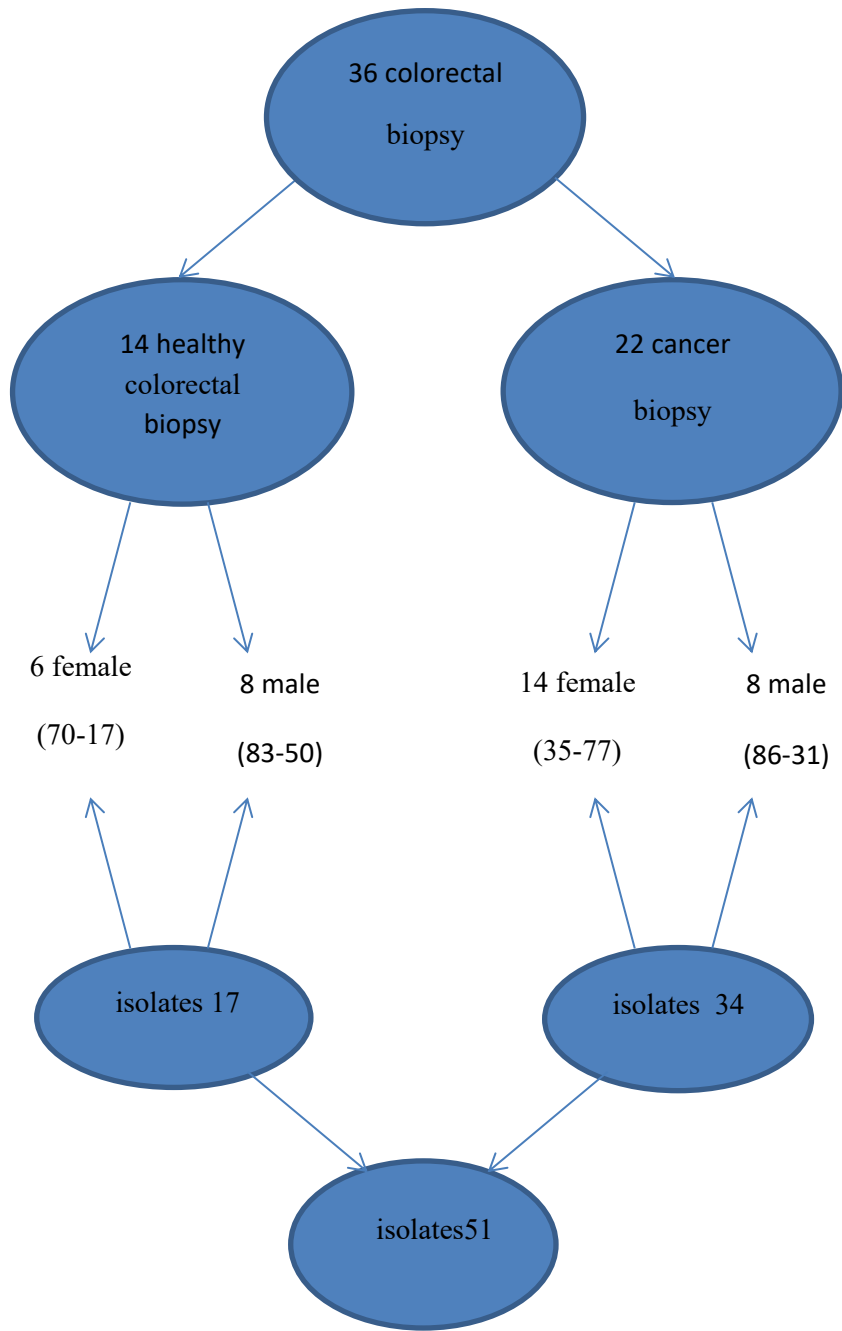 36 colorectal
biopsy
14 healthy
colorectal
biopsy
22 cancer
biopsy
6 female
(70-17)
8 male
(83-50)
14 female
(35-77)
8 male
(86-31)
isolates 17
isolates  34
isolates51